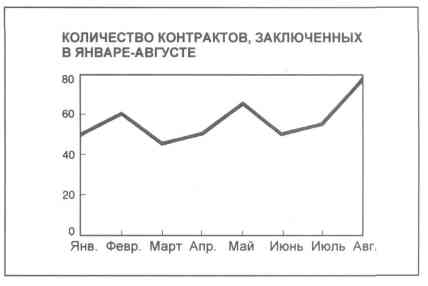 КОЛИЧЕСТВО КОНТРАКТОВ, ЗАКЛЮЧЕННЫХ
В ЯНВАРЕ-АВГУСТЕ
80
60
40
20
0
Янв. Февр. Март Апр. Май Июнь Июль Авг.